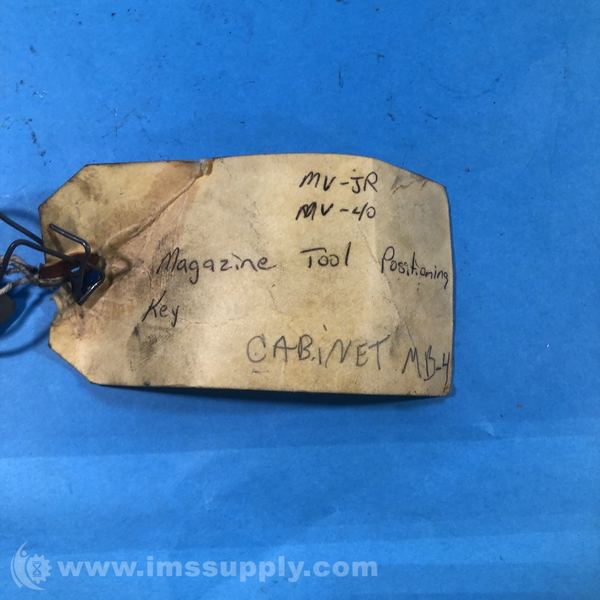 MV-JR
MV-40
Magazine Tool Positioning
Key
CABiNET MB-4
www.imssupply.com